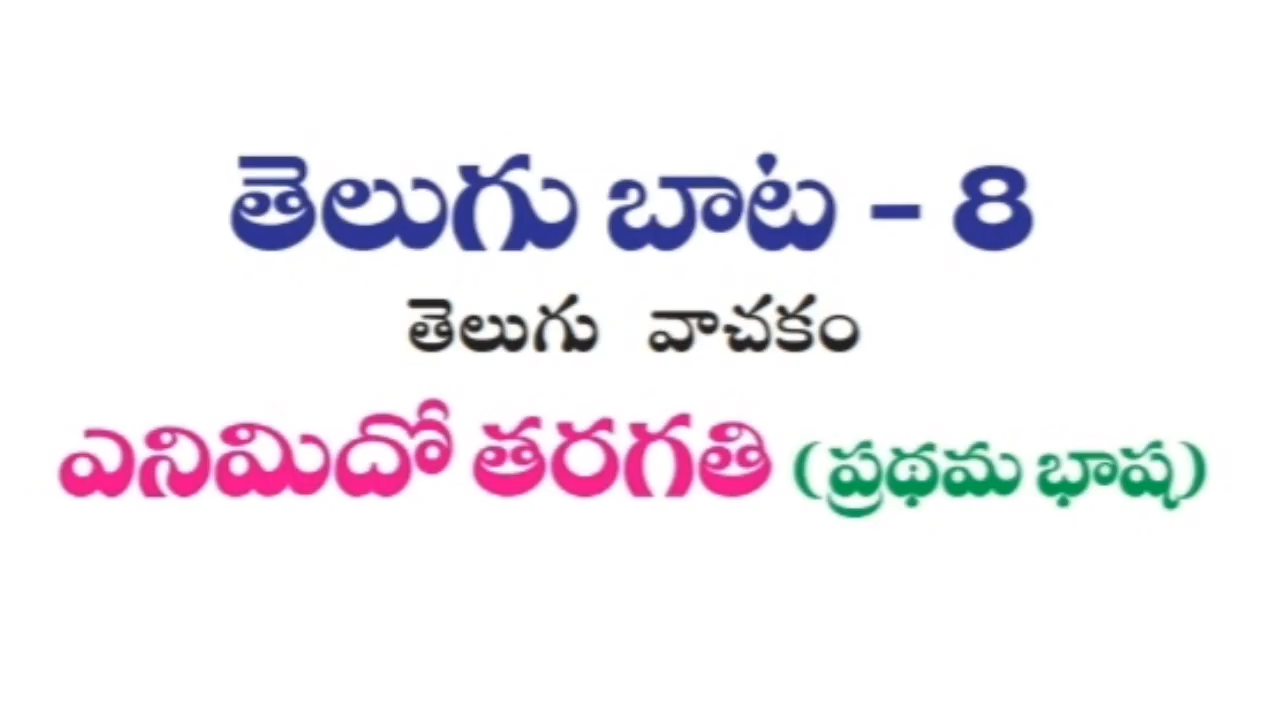 తెలుగు బాట - 8
తెలుగు వాచకం
ఎనిమిదో తరగతి (ప్రథమ భాష)